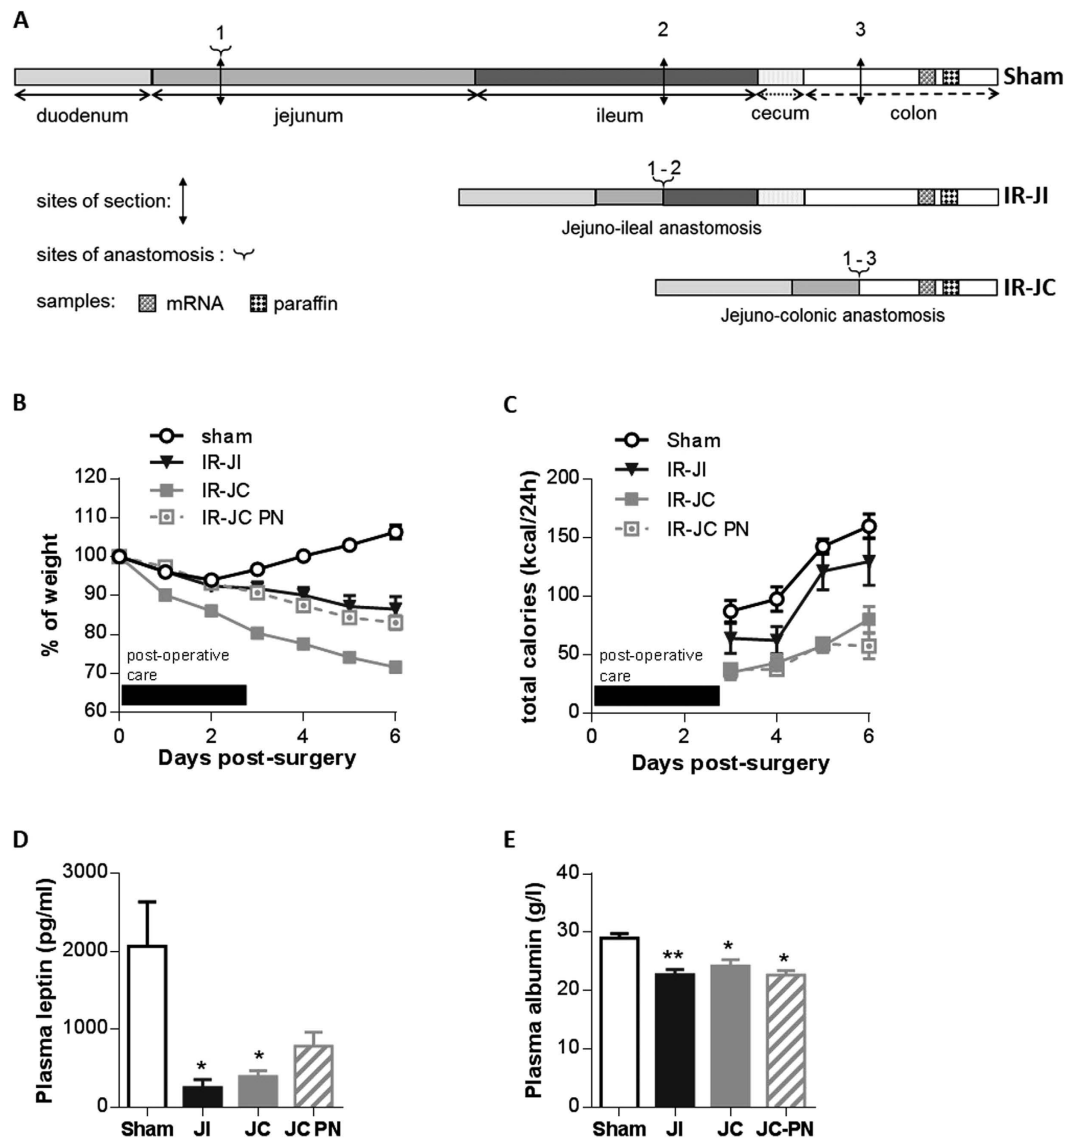 A
1 2 3
Sham
duodenum jejunum ileum cecum colon
1 - 2
sites of section:
IR-JI
Jejuno-ileal anastomosis
sites of anastomosis :
1 - 3
IR-JC
samples: mRNA paraffin
Jejuno-colonic anastomosis
B
sham
IR-JI
IR-JC
IR-JC PN
% of weight
120
110
100
90
80
70
60
post-operative
care
0 2 4 6
Days post-surgery
C
Sham
IR-JI
IR-JC
IR-JC PN
total calories (kcal/24h)
200
150
100
50
0
post-operative
care
0 2 4 6
Days post-surgery
D
Plasma leptin (pg/ml)
3000
2000
1000
0
* *
Sham JI JC JC PN
E
Plasma albumin (g/l)
40
30
20
10
0
** * *
Sham JI JC JC-PN